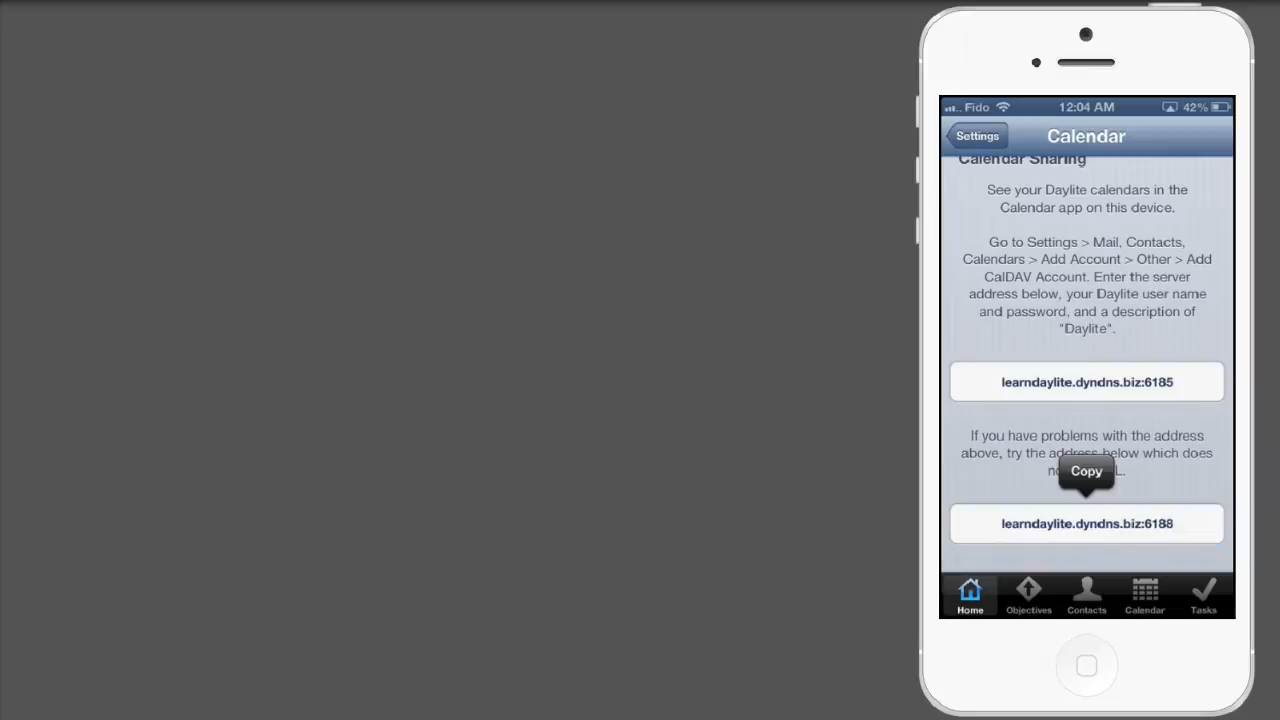 Fido 12:04 AM 42%
Settings Calendar
Calendar Sharing
See your Daylite calendars in the
Calendar app on this device.
Go to Settings > Mail, Contacts,
Calendars > Add Account > Other > Add
CalDAV Account. Enter the server
address below, your Daylite user name
and password, and a description of
"Daylite".
learndaylite.dyndns.biz:6185
If you have problems with the address
above, try the address below which does
Copy
learndaylite.dyndns.biz:6188
Home Objectives Contacts Calendar Tasks